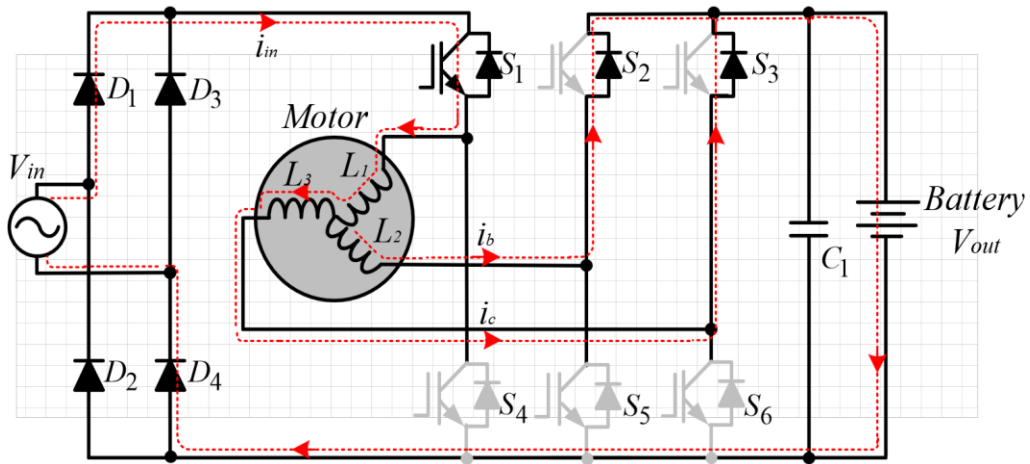 i_in
S_1
S_2
S_3
D_1
D_3
Motor
V_in
L_1
L_3
L_2
i_b
Battery
V_out
C_1
i_c
D_2
D_4
S_4
S_5
S_6